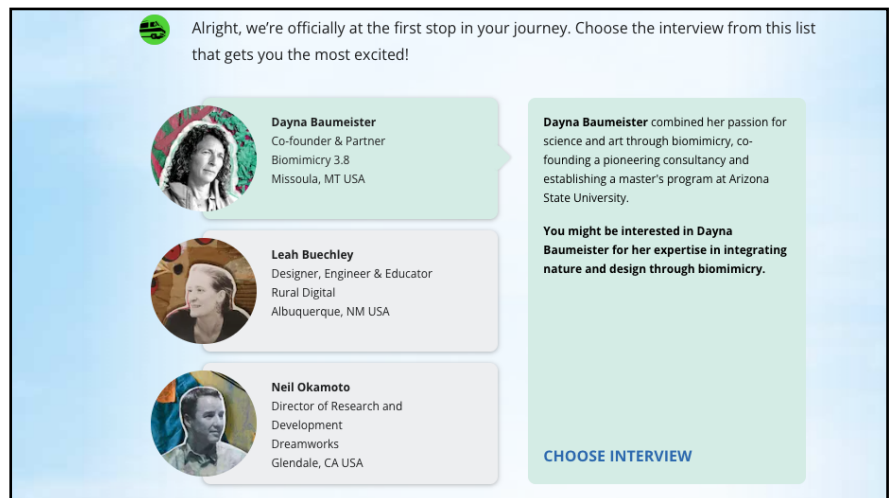 Alright, we’re officially at the first stop in your journey. Choose the interview from this list
that gets you the most excited!
Dayna Baumeister
Co-founder & Partner
Biomimicry 3.8
Missoula, MT USA
Leah Buechley
Designer, Engineer & Educator
Rural Digital
Albuquerque, NM USA
Neil Okamoto
Director of Research and
Development
Dreamworks
Glendale, CA USA
Dayna Baumeister combined her passion for
science and art through biomimicry, co-
founding a pioneering consultancy and
establishing a master's program at Arizona
State University.
You might be interested in Dayna
Baumeister for her expertise in integrating
nature and design through biomimicry.
CHOOSE INTERVIEW